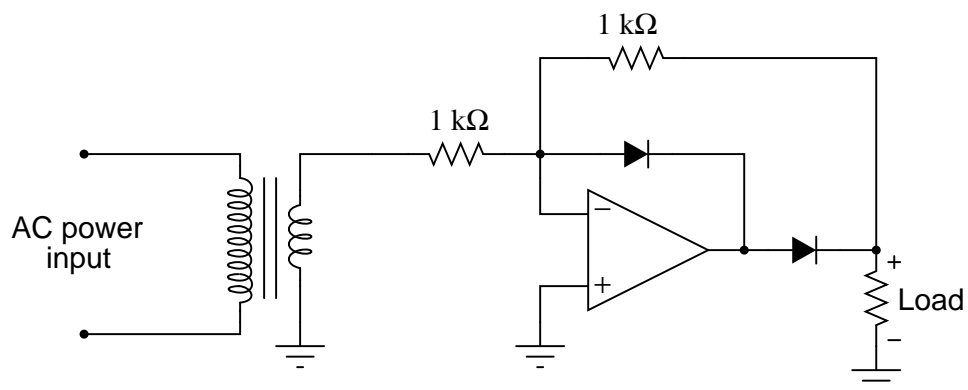 1 kΩ
1 kΩ
AC power
input
−
+
+
Load
−